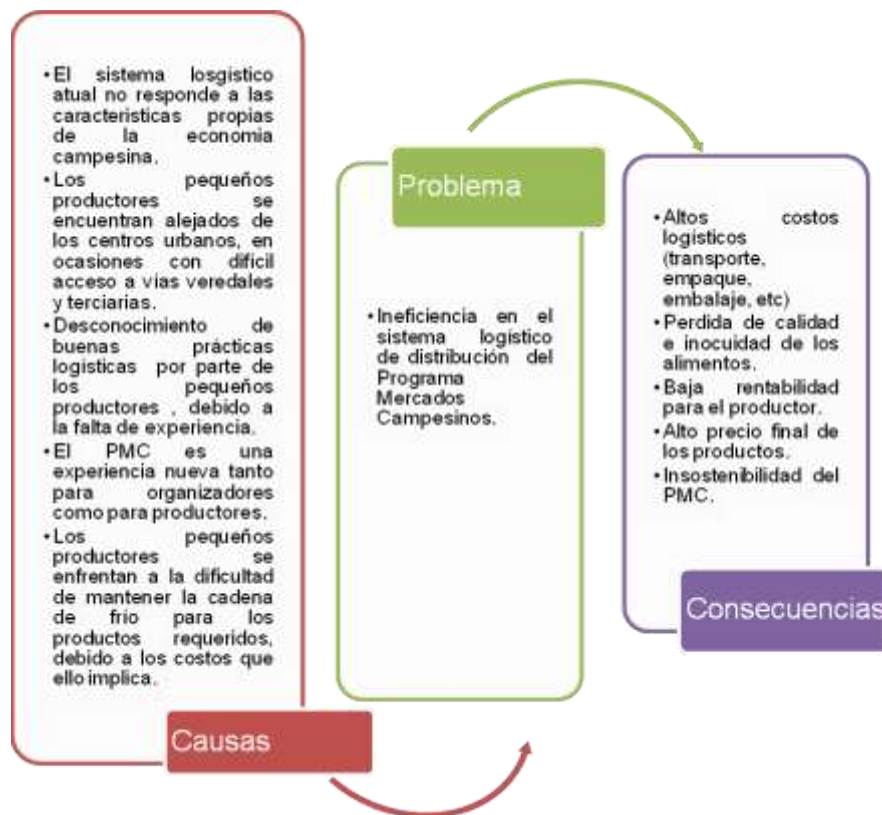 •El sistema losgístico
atual no responde a las
caracteristicas propias
de la economia
campesina.
•Los pequeños
productores se
encuentran alejados de
los centros urbanos, en
ocasiones con dificil
acceso a vias veredales
y terciarias.
•Desconocimiento de
buenas prácticas
logísticas por parte de
los pequeños
productores , debido a
la falta de experiencia.
•El PMC es una
experiencia nueva tanto
para organizadores
como para productores.
•Los pequeños
productores se
enfrentan a la dificultad
de mantener la cadena
de frio para los
productos requeridos,
debido a los costos que
ello implica.
Causas
Problema
•Ineficiencia en el
sistema logístico
de distribución del
Programa
Mercados
Campesinos.
•Altos costos
logísticos
(transporte,
empaque,
embalaje, etc)
•Perdida de calidad
e inocuidad de los
alimentos.
•Baja rentabilidad
para el productor.
•Alto precio final de
los productos.
•Insostenibilidad del
PMC.
Consecuencias